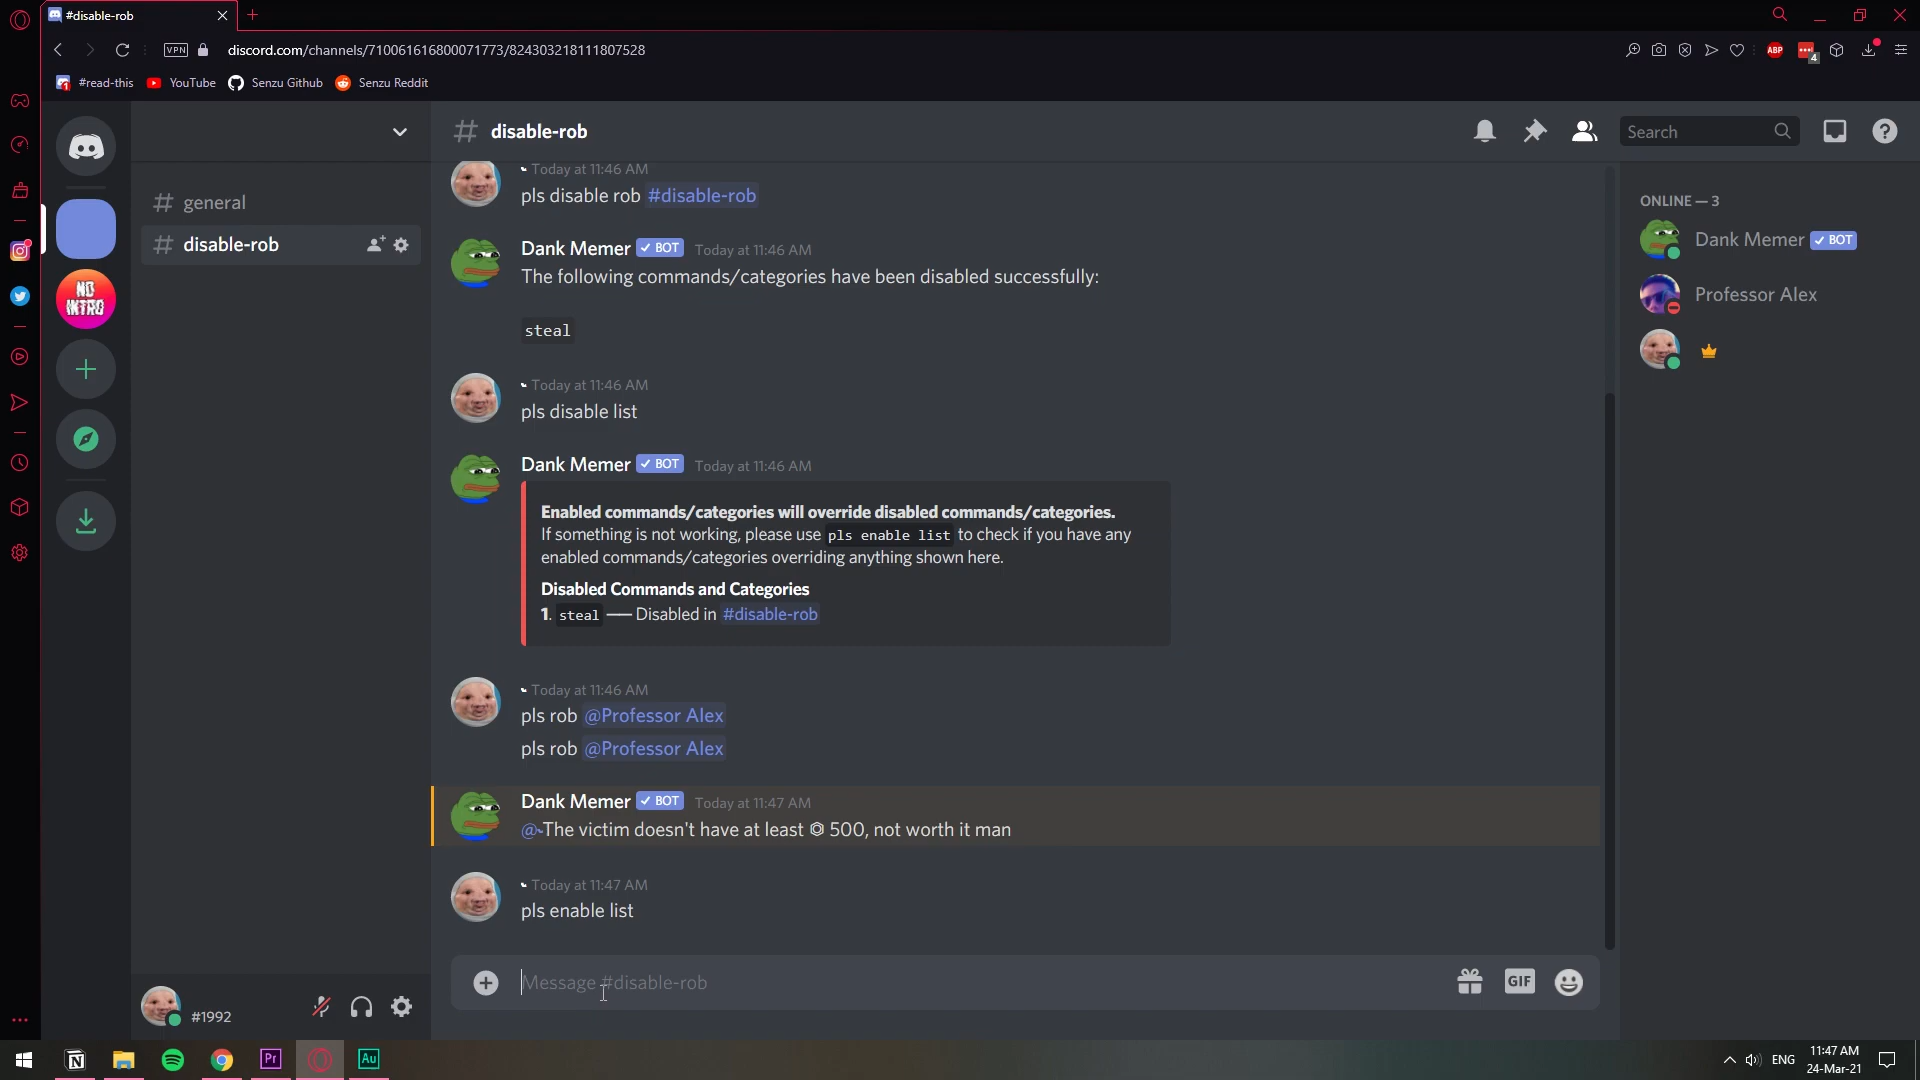 #disable-rob
VPN
discord.com/channels/710061616800071773/824303218111807528
ABP
4
#read-this
YouTube
Senzu Github
Senzu Reddit
disable-rob
Search
general
disable-rob
NO
INTRO
Today at 11:46 AM
pls disable rob #disable-rob
Dank Memer BOT Today at 11:46 AM
The following commands/categories have been disabled successfully:
steal
Today at 11:46 AM
pls disable list
Dank Memer BOT Today at 11:46 AM
Enabled commands/categories will override disabled commands/categories.
If something is not working, please use pls enable list to check if you have any
enabled commands/categories overriding anything shown here.
Disabled Commands and Categories
1. steal —— Disabled in #disable-rob
Today at 11:46 AM
pls rob @Professor Alex
pls rob @Professor Alex
Dank Memer BOT Today at 11:47 AM
@~The victim doesn't have at least ⏣ 500, not worth it man
Today at 11:47 AM
pls enable list
Message #disable-rob
GIF
ONLINE — 3
Dank Memer BOT
Professor Alex
#1992
Pr
Au
ENG
11:47 AM
24-Mar-21